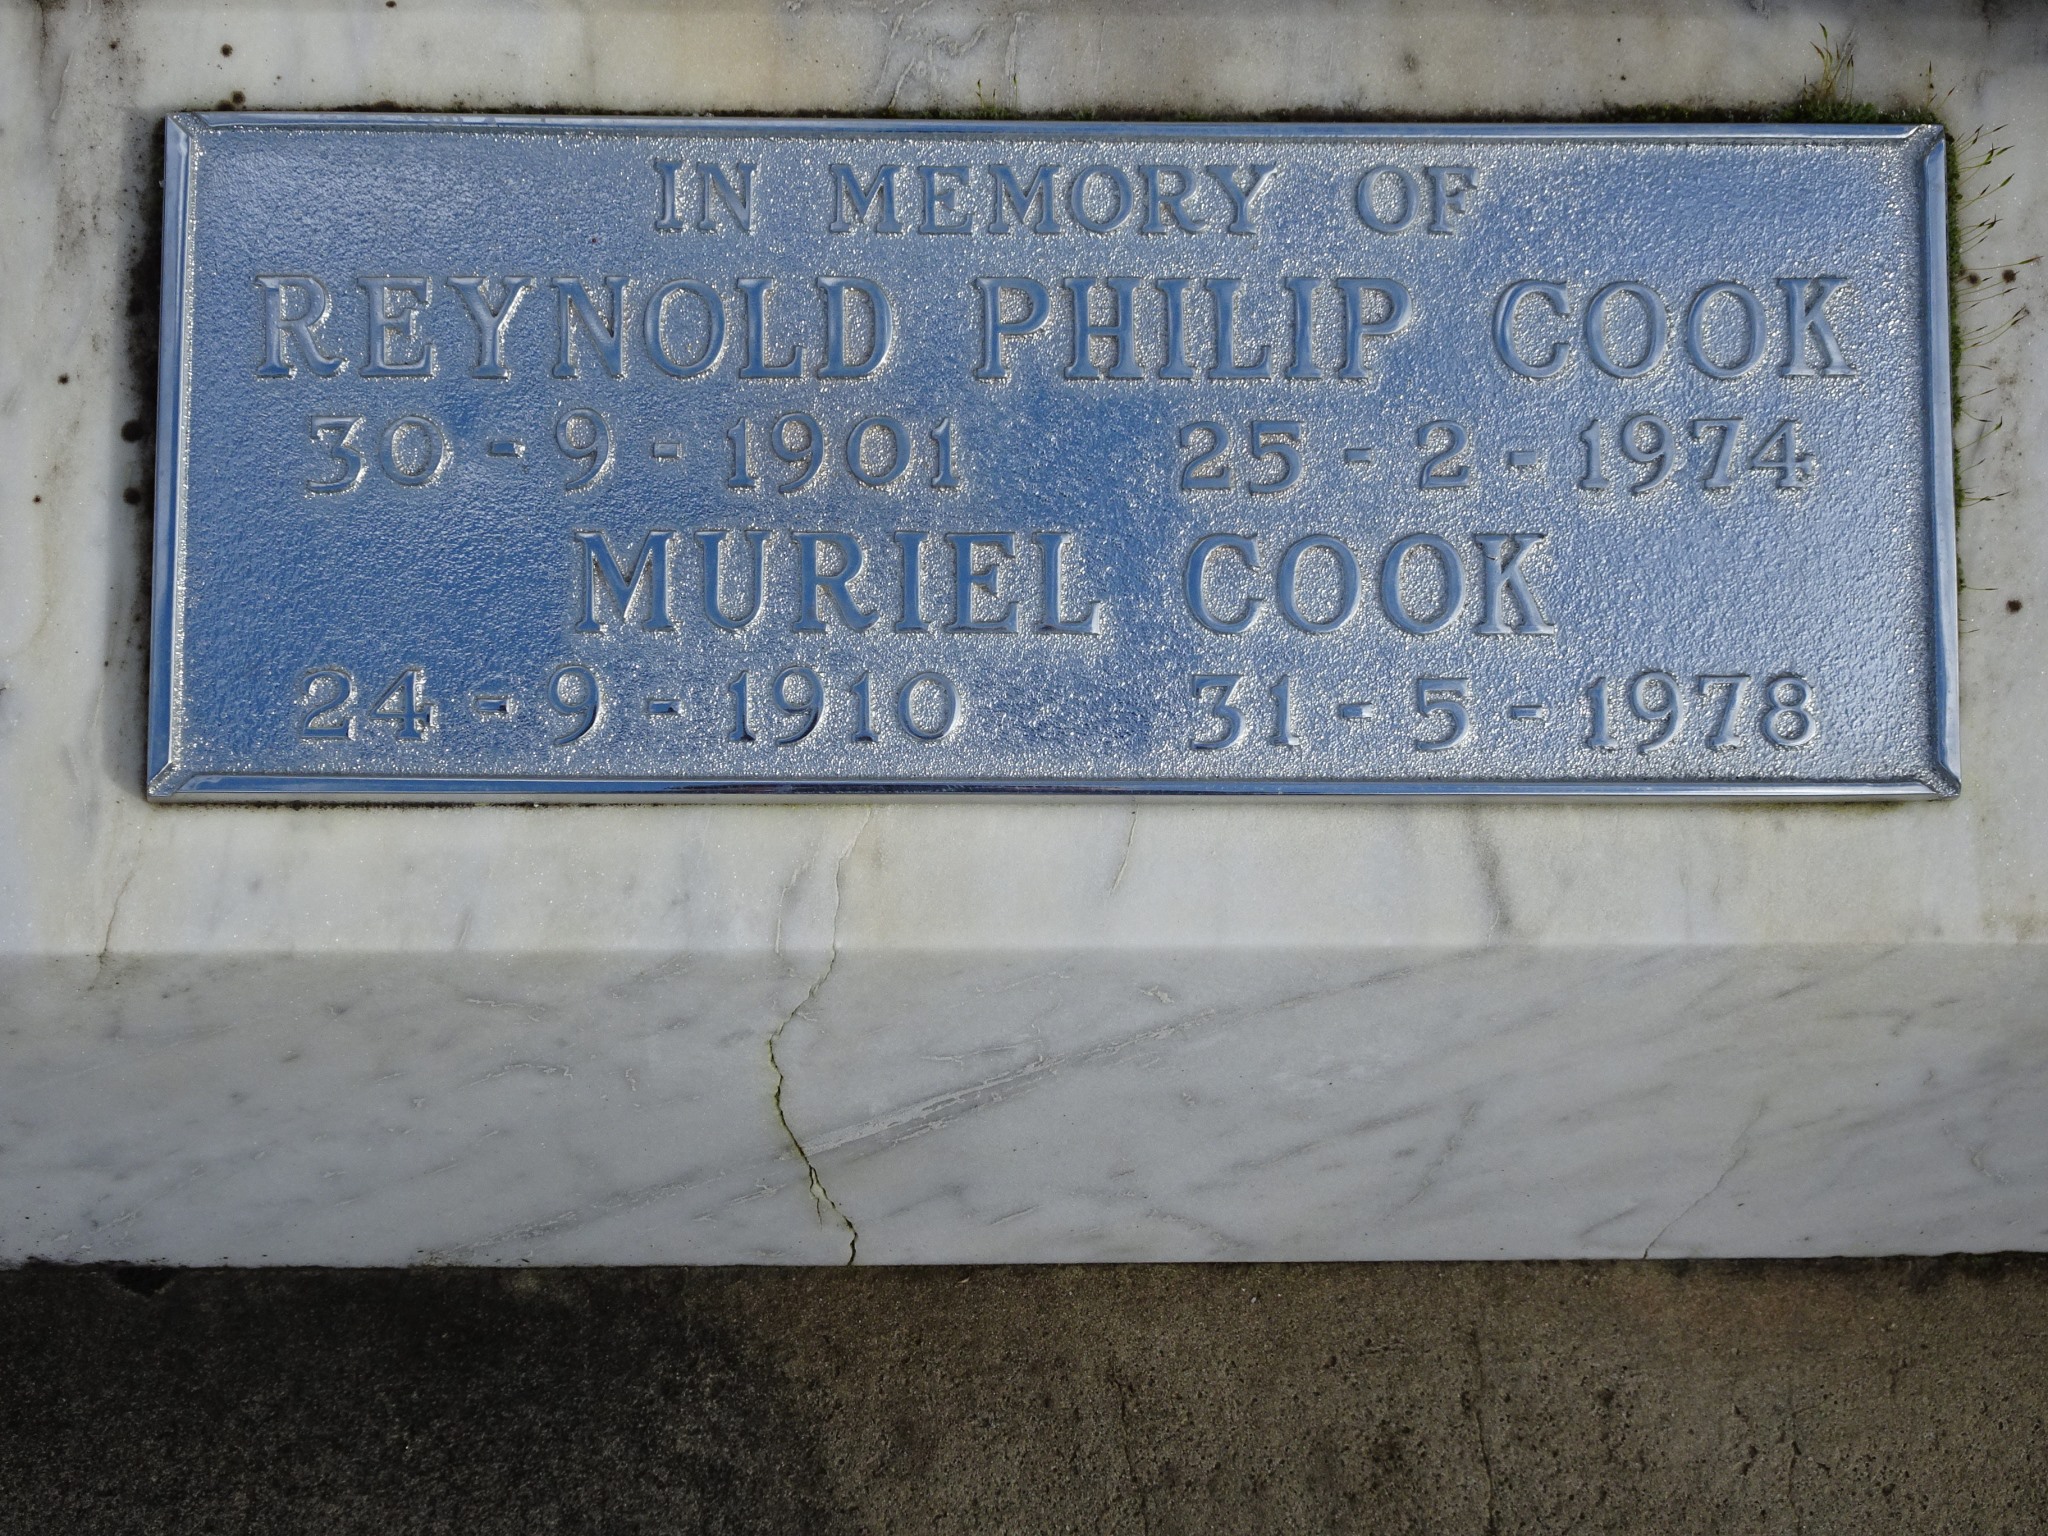 IN MEMORY OF
REYNOLD PHILIP COOK
30 - 9 - 1901 25 - 2 - 1974
MURIEL COOK
24 - 9 - 1910 31 - 5 - 1978